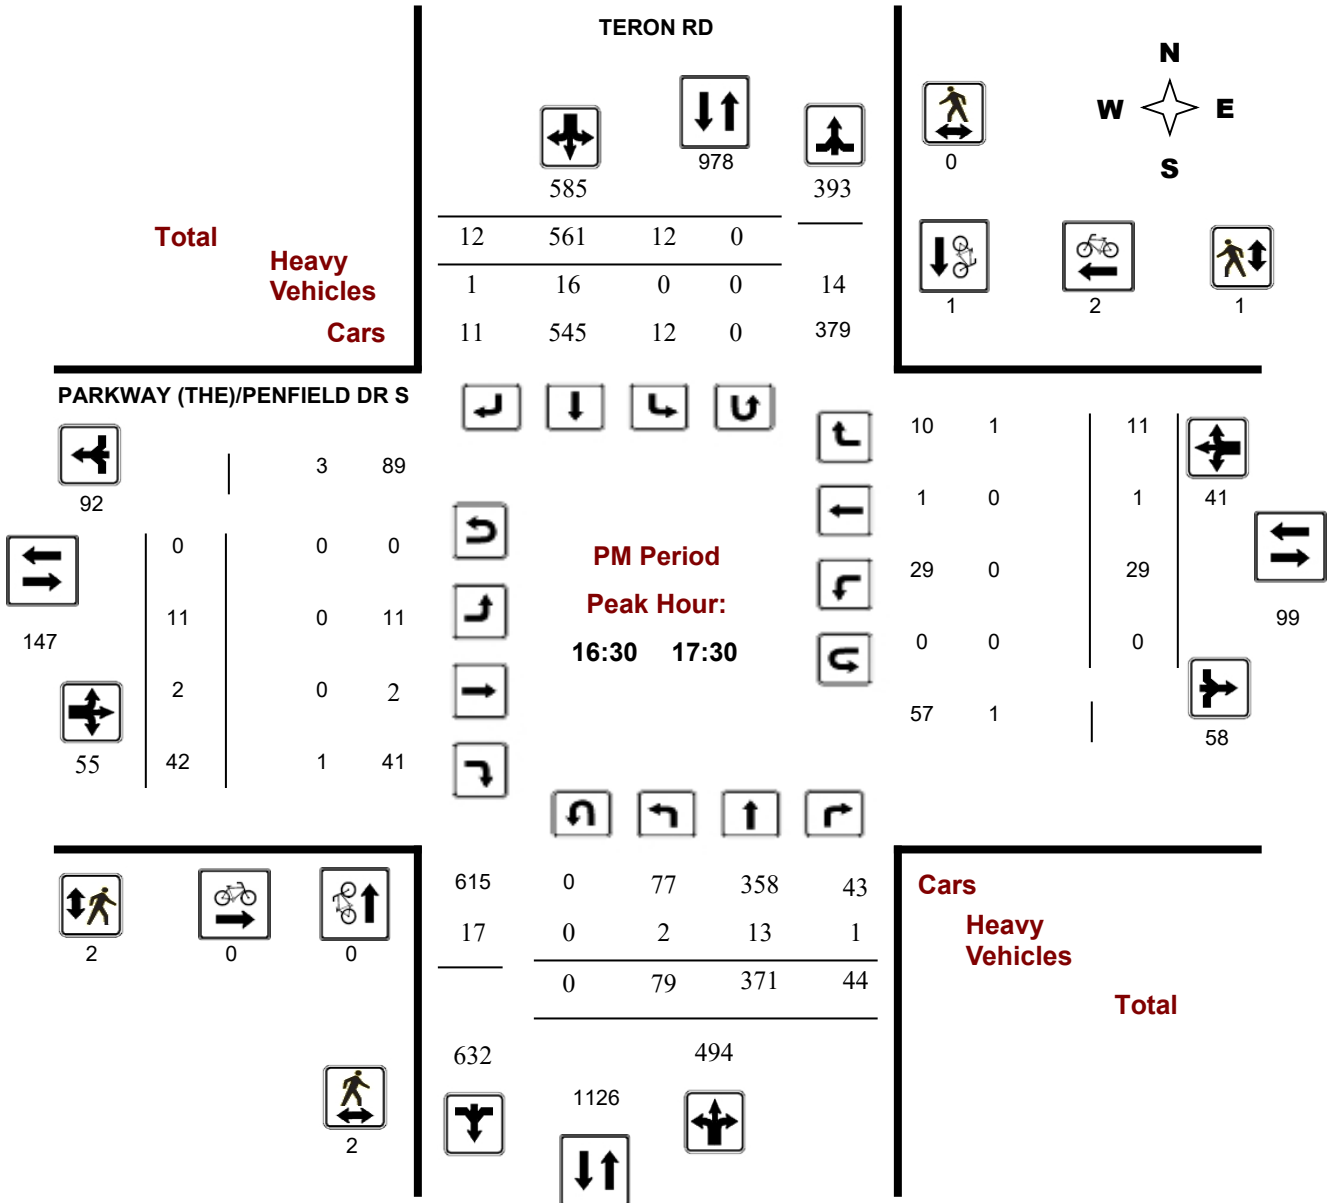 TERON RD
N
W E
S
978
0
585
393
Total
12 561 12 0
Heavy
Vehicles
1 16 0 0 14
1 2 1
Cars
11 545 12 0 379
PARKWAY (THE)/PENFIELD DR S
10 1 11
3 89
92
1 0 1 41
0 0 0
PM Period
29 0 29
11 0 11
Peak Hour:
99
147
16:30 17:30
0 0 0
2 0 2
57 1
58
55 42 1 41
615 0 77 358 43
Cars
17 0 2 13 1
Heavy
Vehicles
2 0 0
0 79 371 44
Total
632 494
1126
2